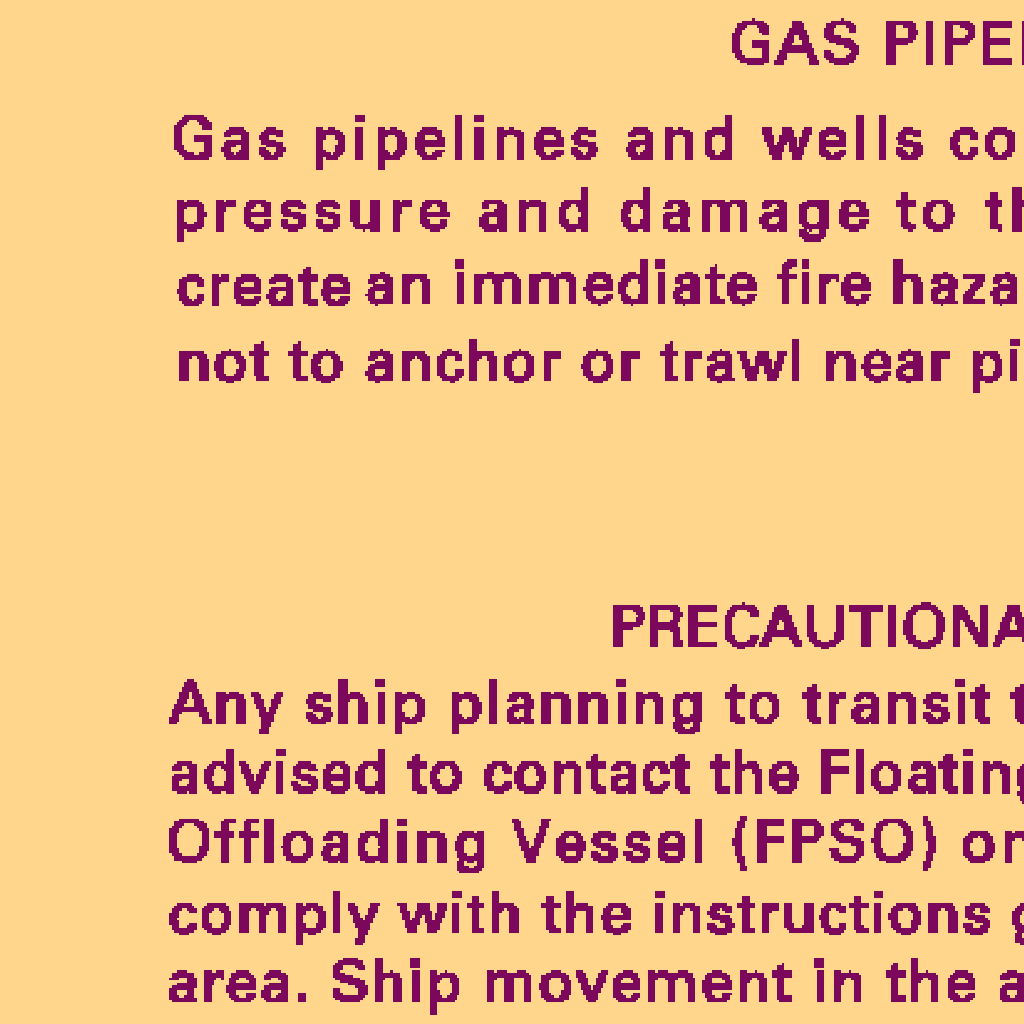 GAS PIPE
Gas pipelines and wells co
pressure and damage to th
create an immediate fire haza
not to anchor or trawl near pi
PRECAUTIONA
Any ship planning to transit t
advised to contact the Floating
Offloading Vessel (FPSO) on
comply with the instructions g
area. Ship movement in the a